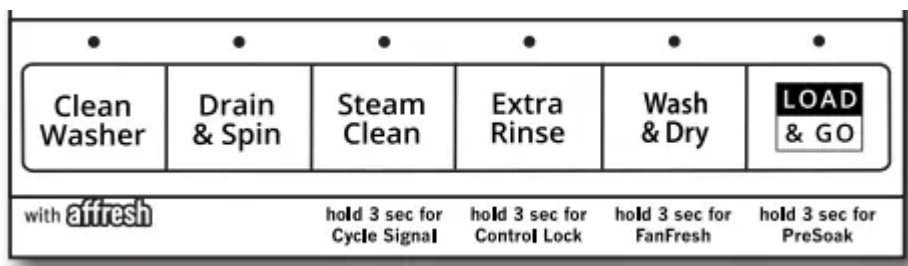 Clean
Washer
Drain
& Spin
Steam
Clean
Extra
Rinse
Wash
& Dry
LOAD
& GO
with affresh
hold 3 sec for
Cycle Signal
hold 3 sec for
Control Lock
hold 3 sec for
FanFresh
hold 3 sec for
PreSoak